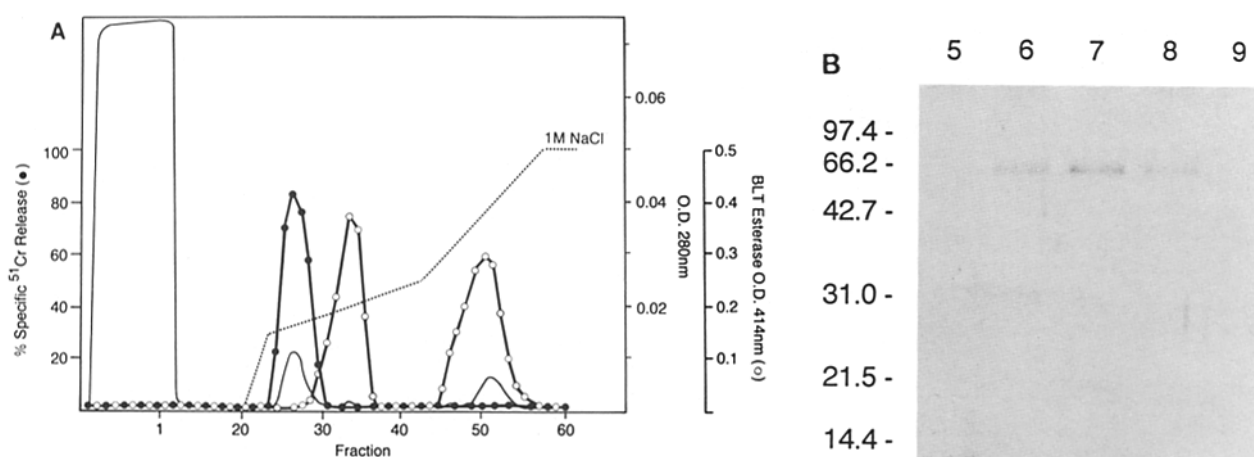 A
1M NaCl
% Specific ⁵¹Cr Release (●)
100
80
60
40
20
0.06
0.04
0.02
O.D. 280nm
0.5
0.4
0.3
0.2
0.1
0
BLT Esterase O.D. 414nm (o)
1 20 30 40 50 60
Fraction
B
5 6 7 8 9
97.4 -
66.2 -
42.7 -
31.0 -
21.5 -
14.4 -